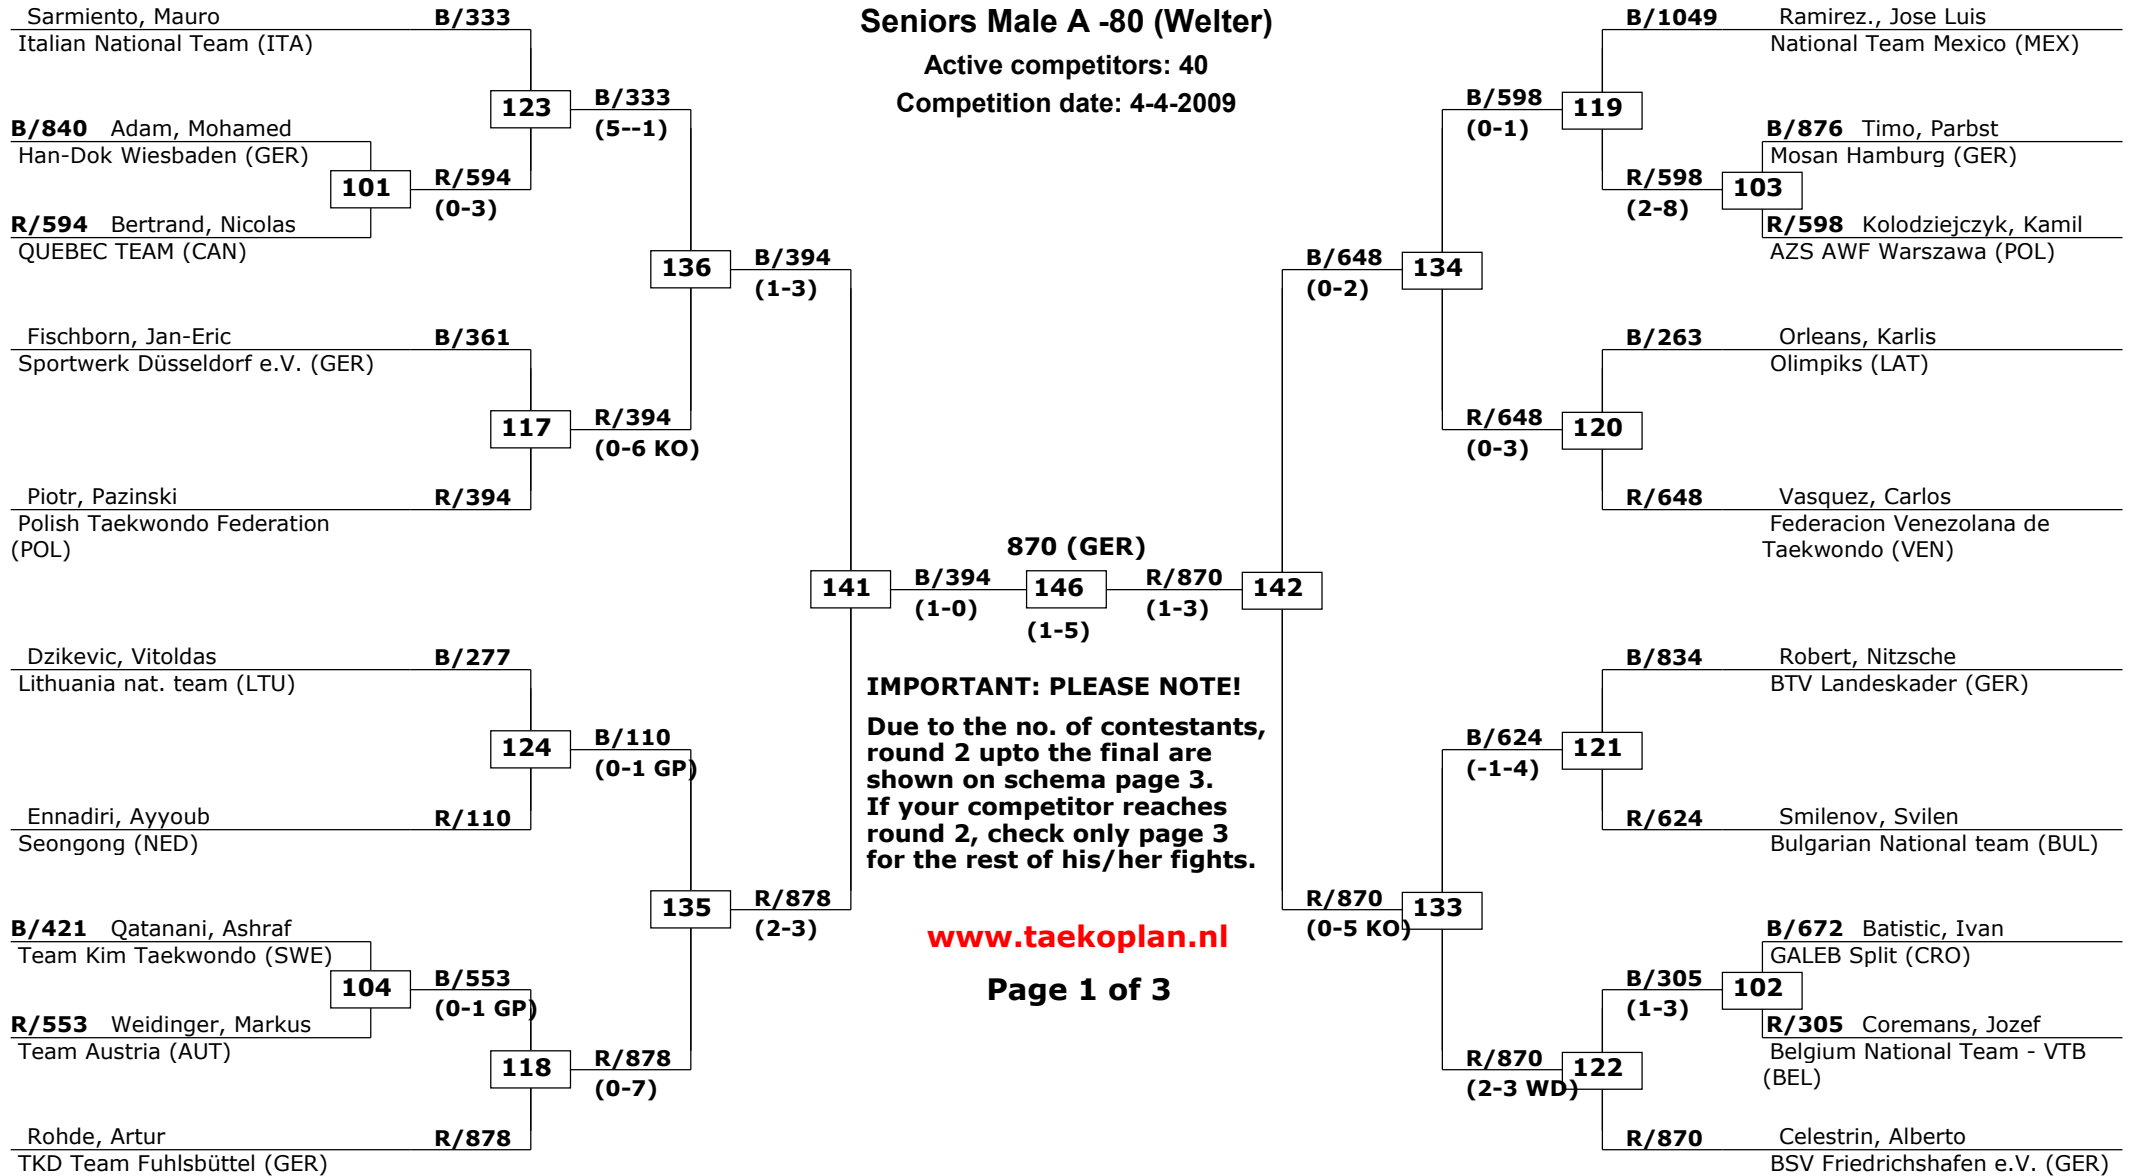 Seniors Male A -80 (Welter)
Active competitors: 40
Competition date: 4-4-2009
Sarmiento, Mauro B/333
Italian National Team (ITA)
123
B/333
(5--1)
B/840 Adam, Mohamed
Han-Dok Wiesbaden (GER)
101
R/594
(0-3)
R/594 Bertrand, Nicolas
QUEBEC TEAM (CAN)
136
B/394
(1-3)
Fischborn, Jan-Eric B/361
Sportwerk Düsseldorf e.V. (GER)
117
R/394
(0-6 KO)
Piotr, Pazinski R/394
Polish Taekwondo Federation
(POL)
141
B/394
(1-0)
870 (GER)
146
(1-5)
R/870
(1-3)
142
Dzikevic, Vitoldas B/277
Lithuania nat. team (LTU)
124
B/110
(0-1 GP)
Ennadiri, Ayyoub R/110
Seongong (NED)
135
R/878
(2-3)
B/421 Qatanani, Ashraf
Team Kim Taekwondo (SWE)
104
B/553
(0-1 GP)
R/553 Weidinger, Markus
Team Austria (AUT)
118
R/878
(0-7)
Rohde, Artur R/878
TKD Team Fuhlsbüttel (GER)
IMPORTANT: PLEASE NOTE!
Due to the no. of contestants,
round 2 upto the final are
shown on schema page 3.
If your competitor reaches
round 2, check only page 3
for the rest of his/her fights.
www.taekoplan.nl
Page 1 of 3
B/1049 Ramirez., Jose Luis
National Team Mexico (MEX)
B/598
(0-1)
119
B/876 Timo, Parbst
Mosan Hamburg (GER)
R/598
(2-8)
103
R/598 Kolodziejczyk, Kamil
AZS AWF Warszawa (POL)
B/648
(0-2)
134
B/263 Orleans, Karlis
Olimpiks (LAT)
R/648
(0-3)
120
R/648 Vasquez, Carlos
Federacion Venezolana de
Taekwondo (VEN)
B/834 Robert, Nitzsche
BTV Landeskader (GER)
B/624
(-1-4)
121
R/624 Smilenov, Svilen
Bulgarian National team (BUL)
R/870
(0-5 KO)
133
B/672 Batistic, Ivan
GALEB Split (CRO)
B/305
(1-3)
102
R/305 Coremans, Jozef
Belgium National Team - VTB
(BEL)
R/870
(2-3 WD)
122
R/870 Celestrin, Alberto
BSV Friedrichshafen e.V. (GER)